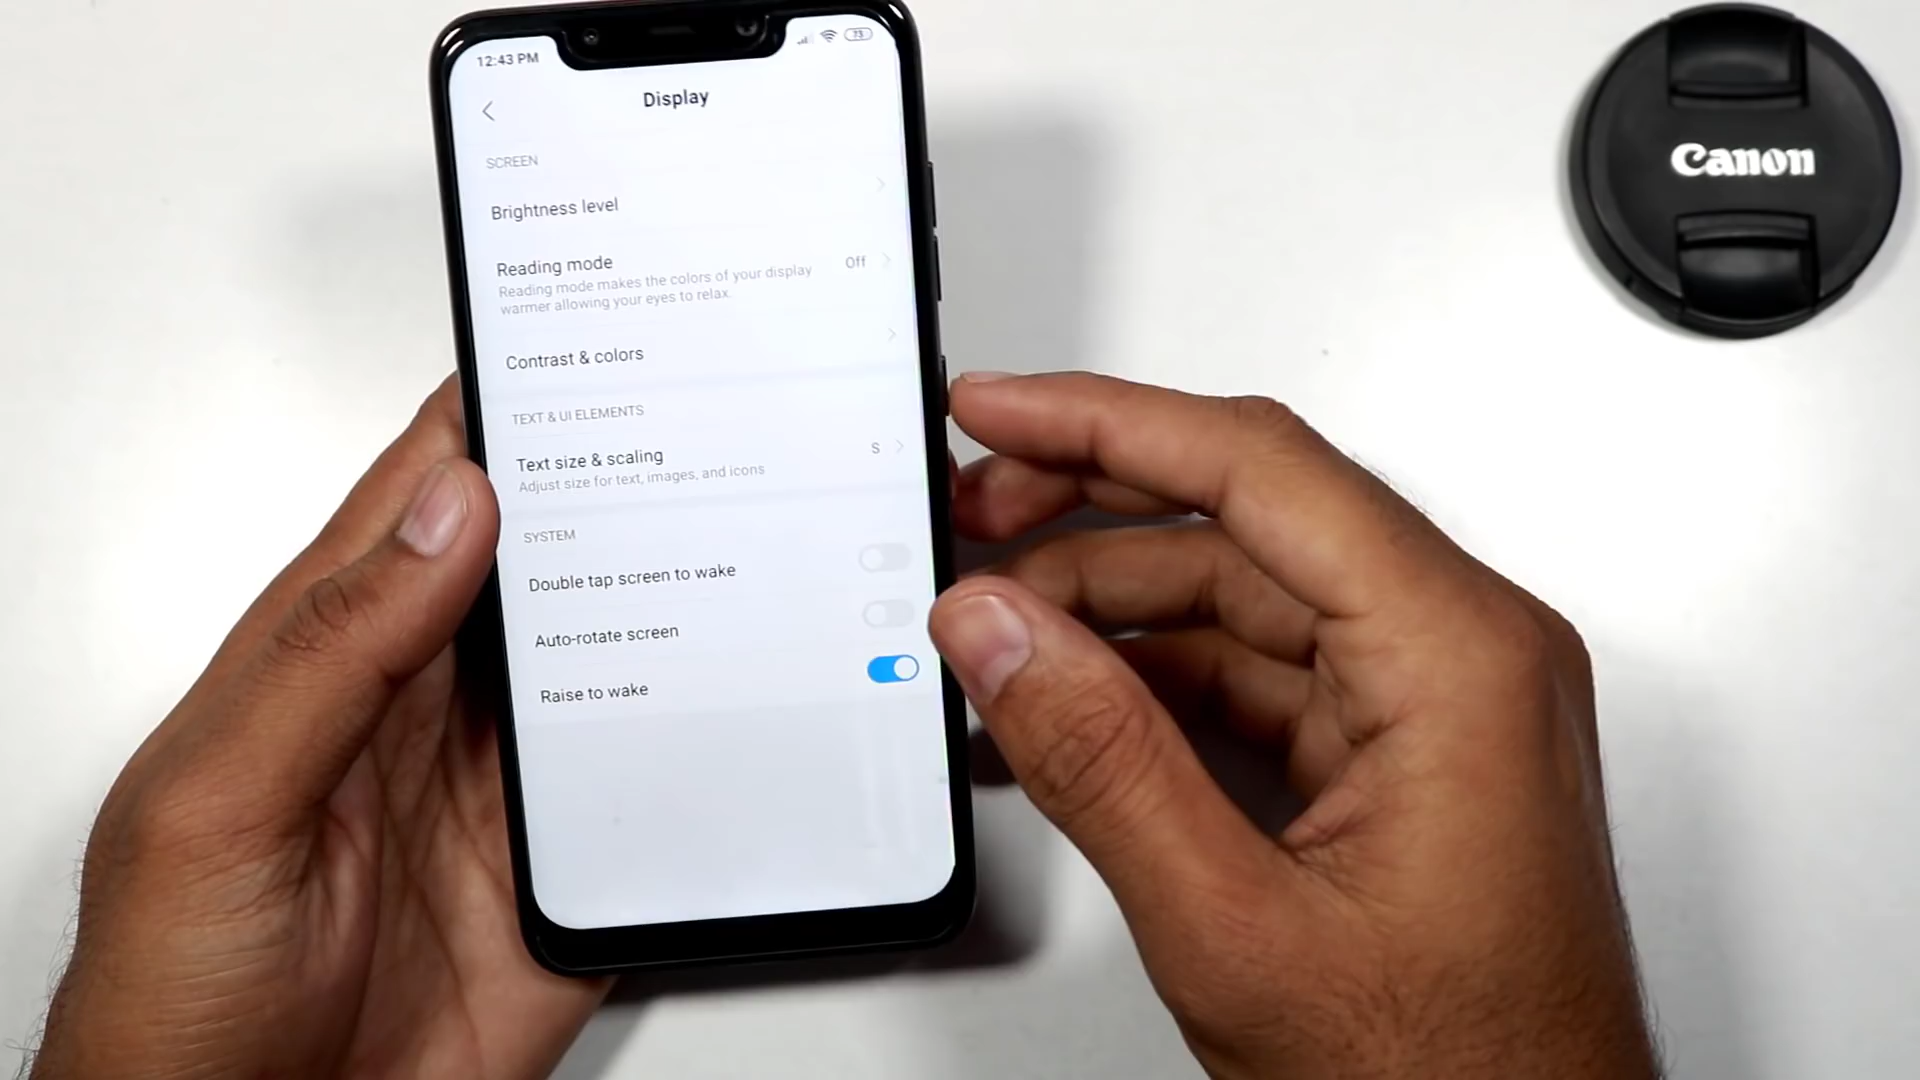 12:43 PM
73
Display
SCREEN
Brightness level
Reading mode
Off
Reading mode makes the colors of your display
warmer allowing your eyes to relax.
Contrast & colors
TEXT & UI ELEMENTS
Text size & scaling
S
Adjust size for text, images, and icons
SYSTEM
Double tap screen to wake
Auto-rotate screen
Raise to wake
Canon